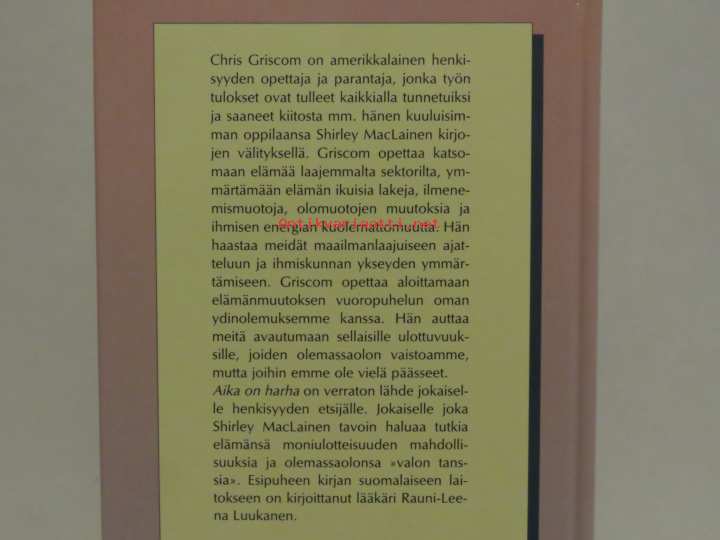 Chris Griscom on amerikkalainen henki-
syyden opettaja ja parantaja, jonka työn
tulokset ovat tulleet kaikkialla tunnetuiksi
ja saaneet kiitosta mm. hänen kuuluisim-
man oppilaansa Shirley MacLainen kirjo-
jen välityksellä. Griscom opettaa katso-
maan elämää laajemmalta sektorilta, ym-
märtämään elämän ikuisia lakeja, ilmene-
mismuotoja, olomuotojen muutoksia ja
Antikvariaatti.net
ihmisen energian kuolemattomuutta. Hän
haastaa meidät maailmanlaajuiseen ajat-
teluun ja ihmiskunnan ykseyden ymmär-
tämiseen. Griscom opettaa aloittamaan
elämänmuutoksen vuoropuhelun oman
ydinolemuksemme kanssa. Hän auttaa
meitä avautumaan sellaisille ulottuvuuk-
sille, joiden olemassaolon vaistoamme,
mutta joihin emme ole vielä päässeet.
Aika on harha on verraton lähde jokaisel-
le henkisyyden etsijälle. Jokaiselle joka
Shirley MacLainen tavoin haluaa tutkia
elämänsä moniulotteisuuden mahdolli-
suuksia ja olemassaolonsa »valon tans-
sia». Esipuheen kirjan suomalaiseen lai-
tokseen on kirjoittanut lääkäri Rauni-Lee-
na Luukanen.